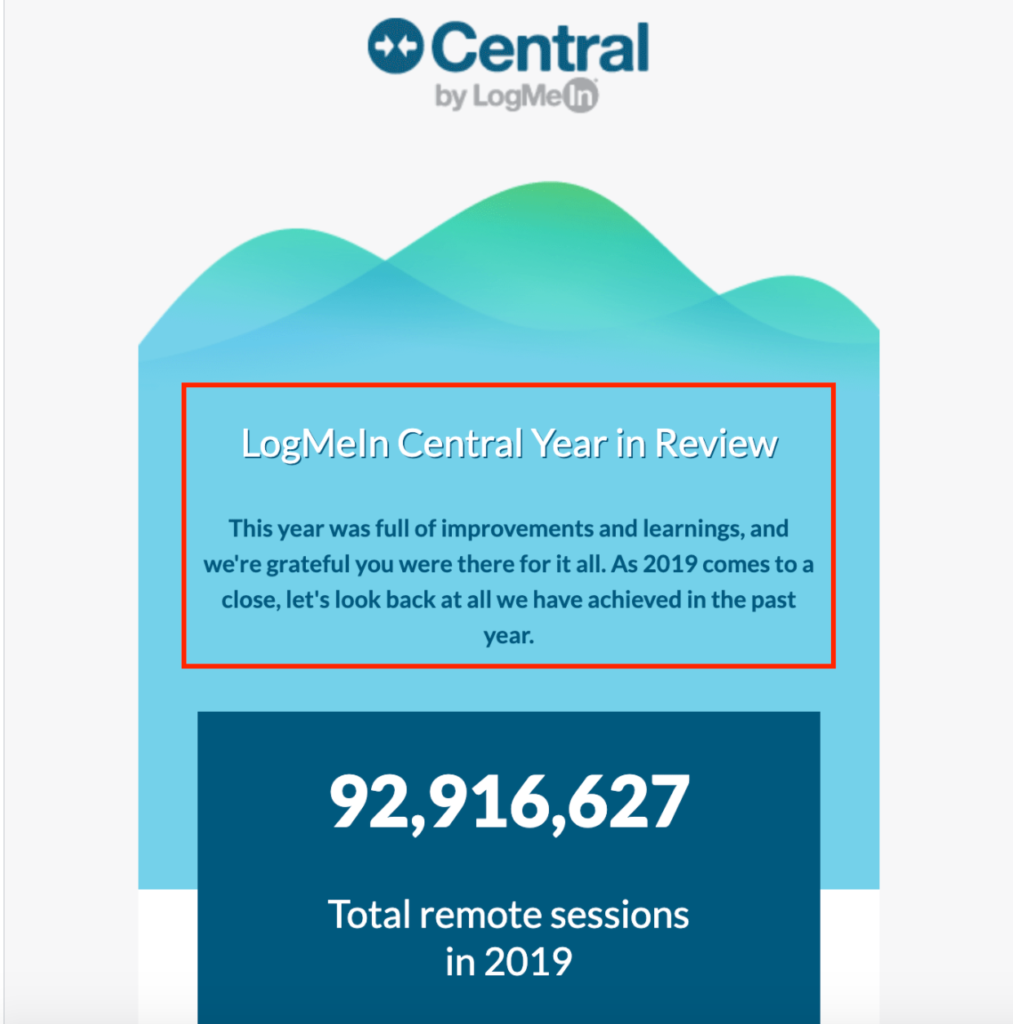 Central
by LogMeIn
LogMeIn Central Year in Review
This year was full of improvements and learnings, and
we're grateful you were there for it all. As 2019 comes to a
close, let's look back at all we have achieved in the past
year.
92,916,627
Total remote sessions
in 2019